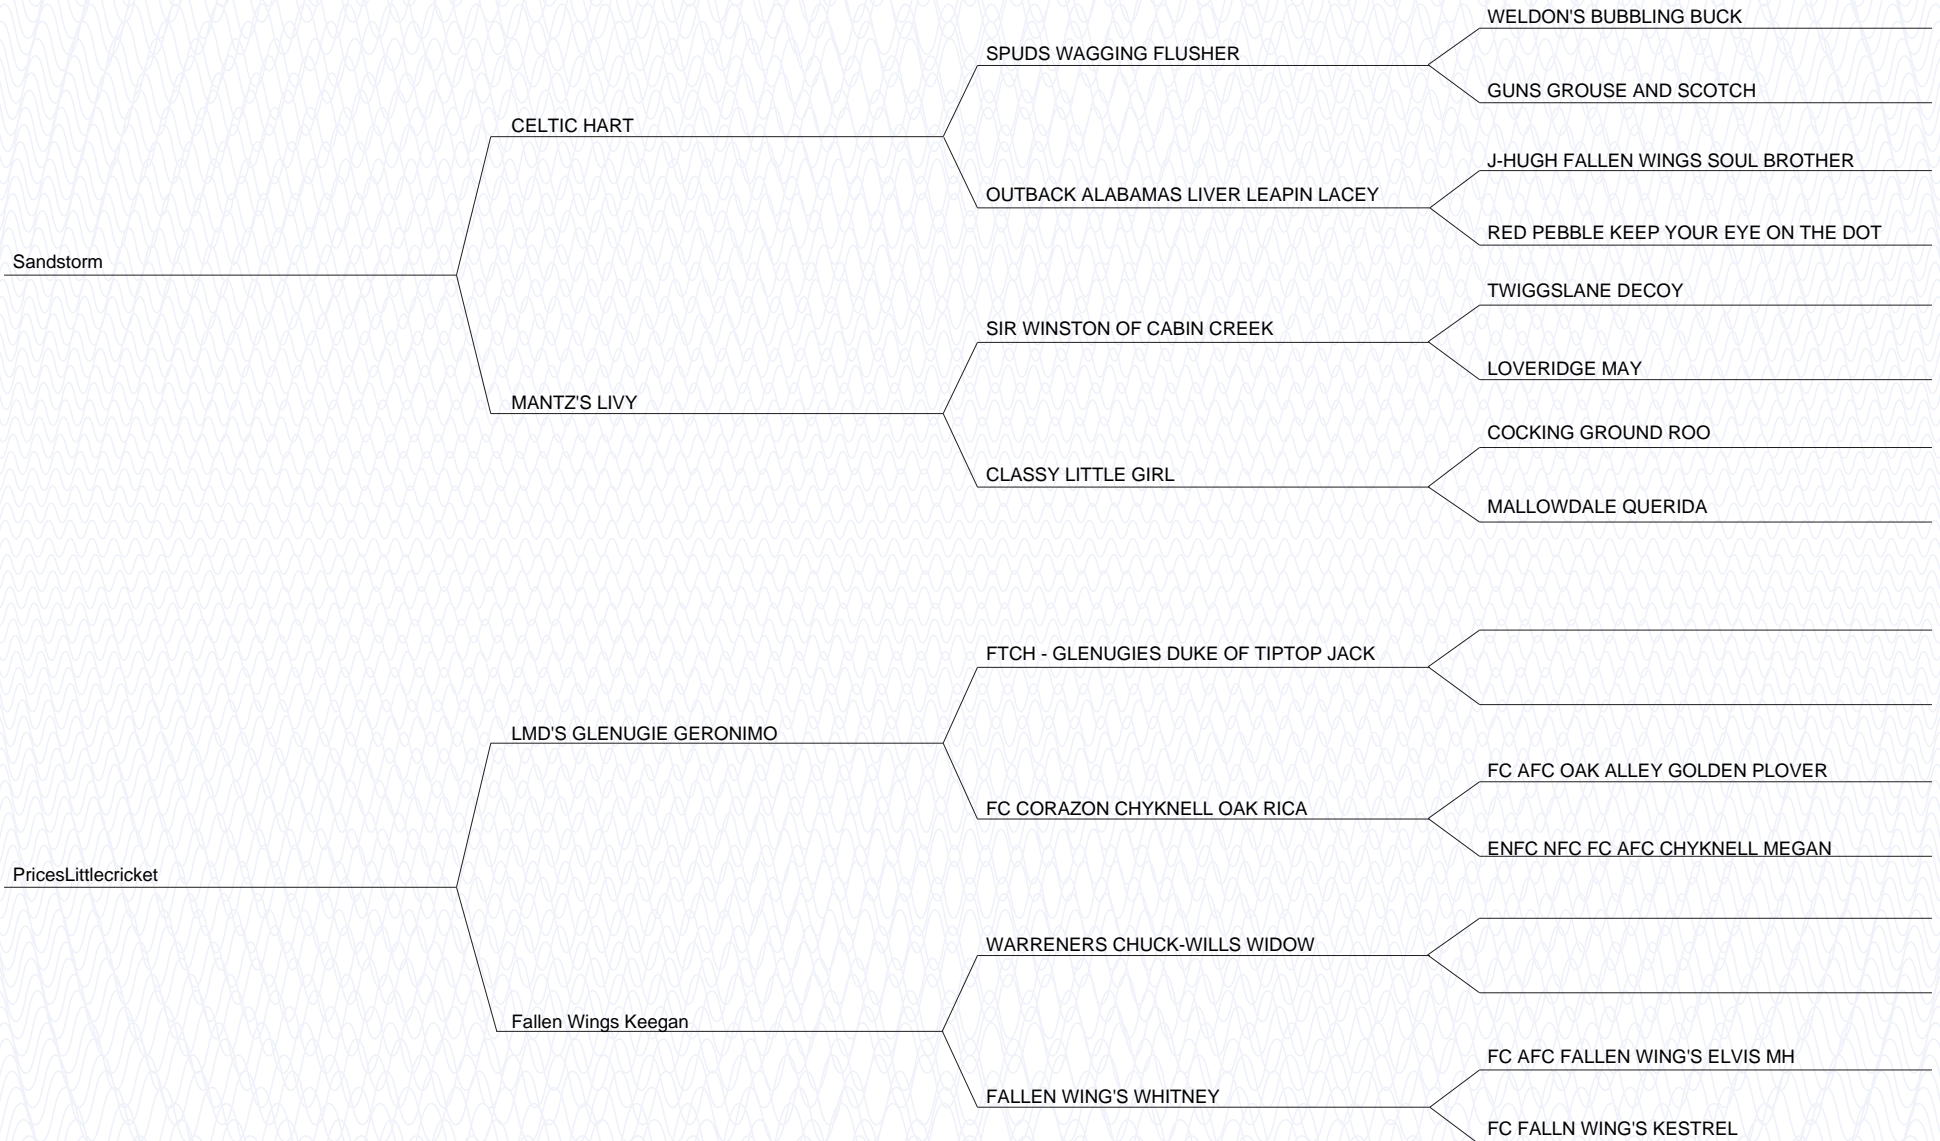 WELDON'S BUBBLING BUCK
SPUDS WAGGING FLUSHER
GUNS GROUSE AND SCOTCH
CELTIC HART
J-HUGH FALLEN WINGS SOUL BROTHER
OUTBACK ALABAMAS LIVER LEAPIN LACEY
RED PEBBLE KEEP YOUR EYE ON THE DOT
Sandstorm
TWIGGSLANE DECOY
SIR WINSTON OF CABIN CREEK
LOVERIDGE MAY
MANTZ'S LIVY
COCKING GROUND ROO
CLASSY LITTLE GIRL
MALLOWDALE QUERIDA
FTCH - GLENUGIES DUKE OF TIPTOP JACK
LMD'S GLENUGIE GERONIMO
FC AFC OAK ALLEY GOLDEN PLOVER
FC CORAZON CHYKNELL OAK RICA
ENFC NFC FC AFC CHYKNELL MEGAN
PricesLittlecricket
WARRENERS CHUCK-WILLS WIDOW
Fallen Wings Keegan
FC AFC FALLEN WING'S ELVIS MH
FALLEN WING'S WHITNEY
FC FALLN WING'S KESTREL